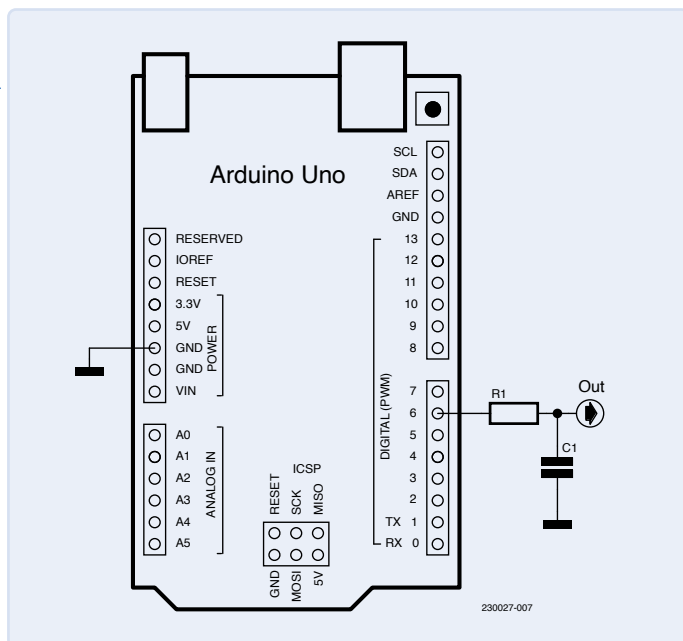 Arduino Uno
RESERVED
IOREF
RESET
3.3V
5V
GND
GND
VIN
POWER
A0
A1
A2
A3
A4
A5
ANALOG IN
SCL
SDA
AREF
GND
13
12
11
10
9
8
7
6
5
4
3
2
TX 1
RX 0
DIGITAL (PWM)
ICSP
RESET
SCK
MISO
GND
MOSI
5V
R1
Out
C1
230027-007